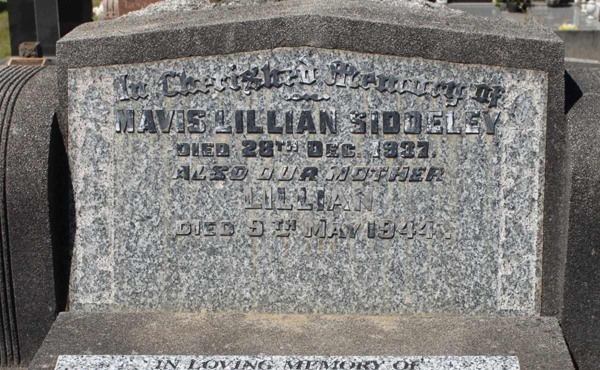 In Cherished Memory of
MAVIS LILLIAN SIDDELEY
DIED 28TH DEC. 1937.
ALSO OUR MOTHER
LILLIAN
DIED 9TH MAY 1944.
IN LOVING MEMORY OF